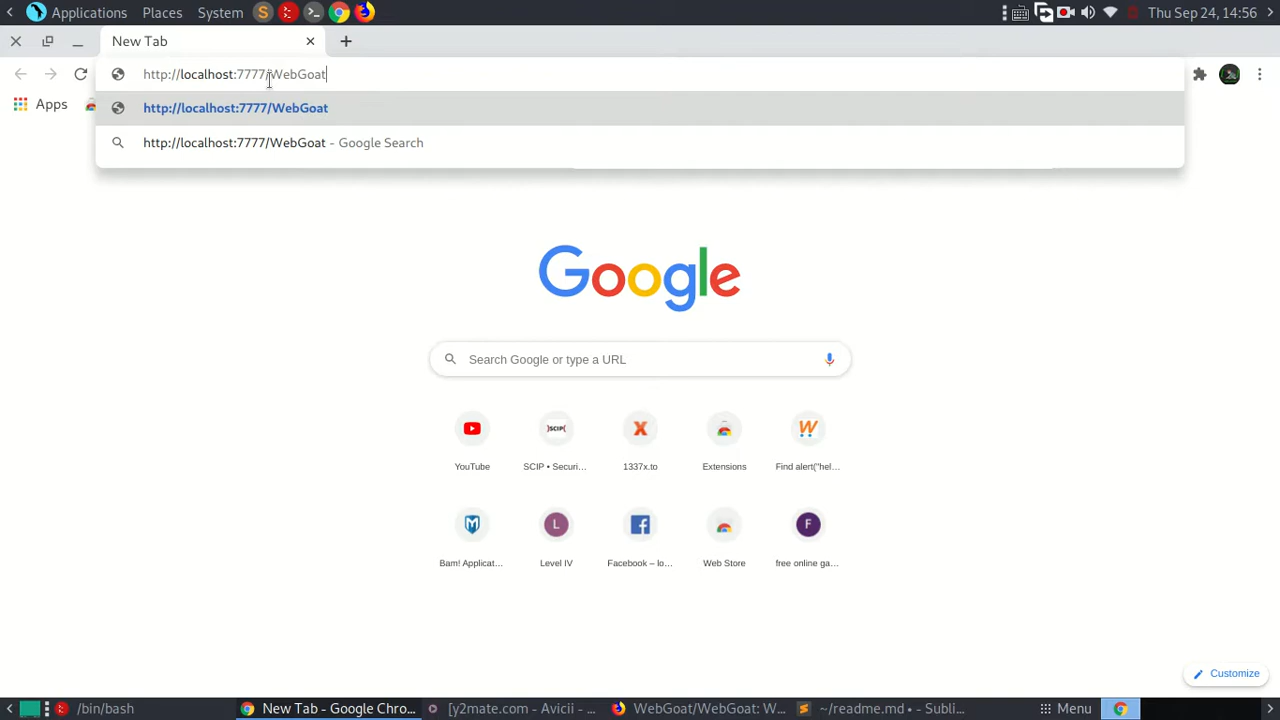 Applications Places System Thu Sep 24, 14:56
New Tab
http://localhost:7777/WebGoat
Apps
http://localhost:7777/WebGoat
http://localhost:7777/WebGoat - Google Search
Google
Search Google or type a URL
YouTube SCIP • Securi... 1337x.to Extensions Find alert("hel...
Bam! Applicat... Level IV Facebook – lo... Web Store free online ga...
Customize
/bin/bash New Tab - Google Chro... [y2mate.com - Avicii - ... WebGoat/WebGoat: W... ~/readme.md • - Subli... Menu